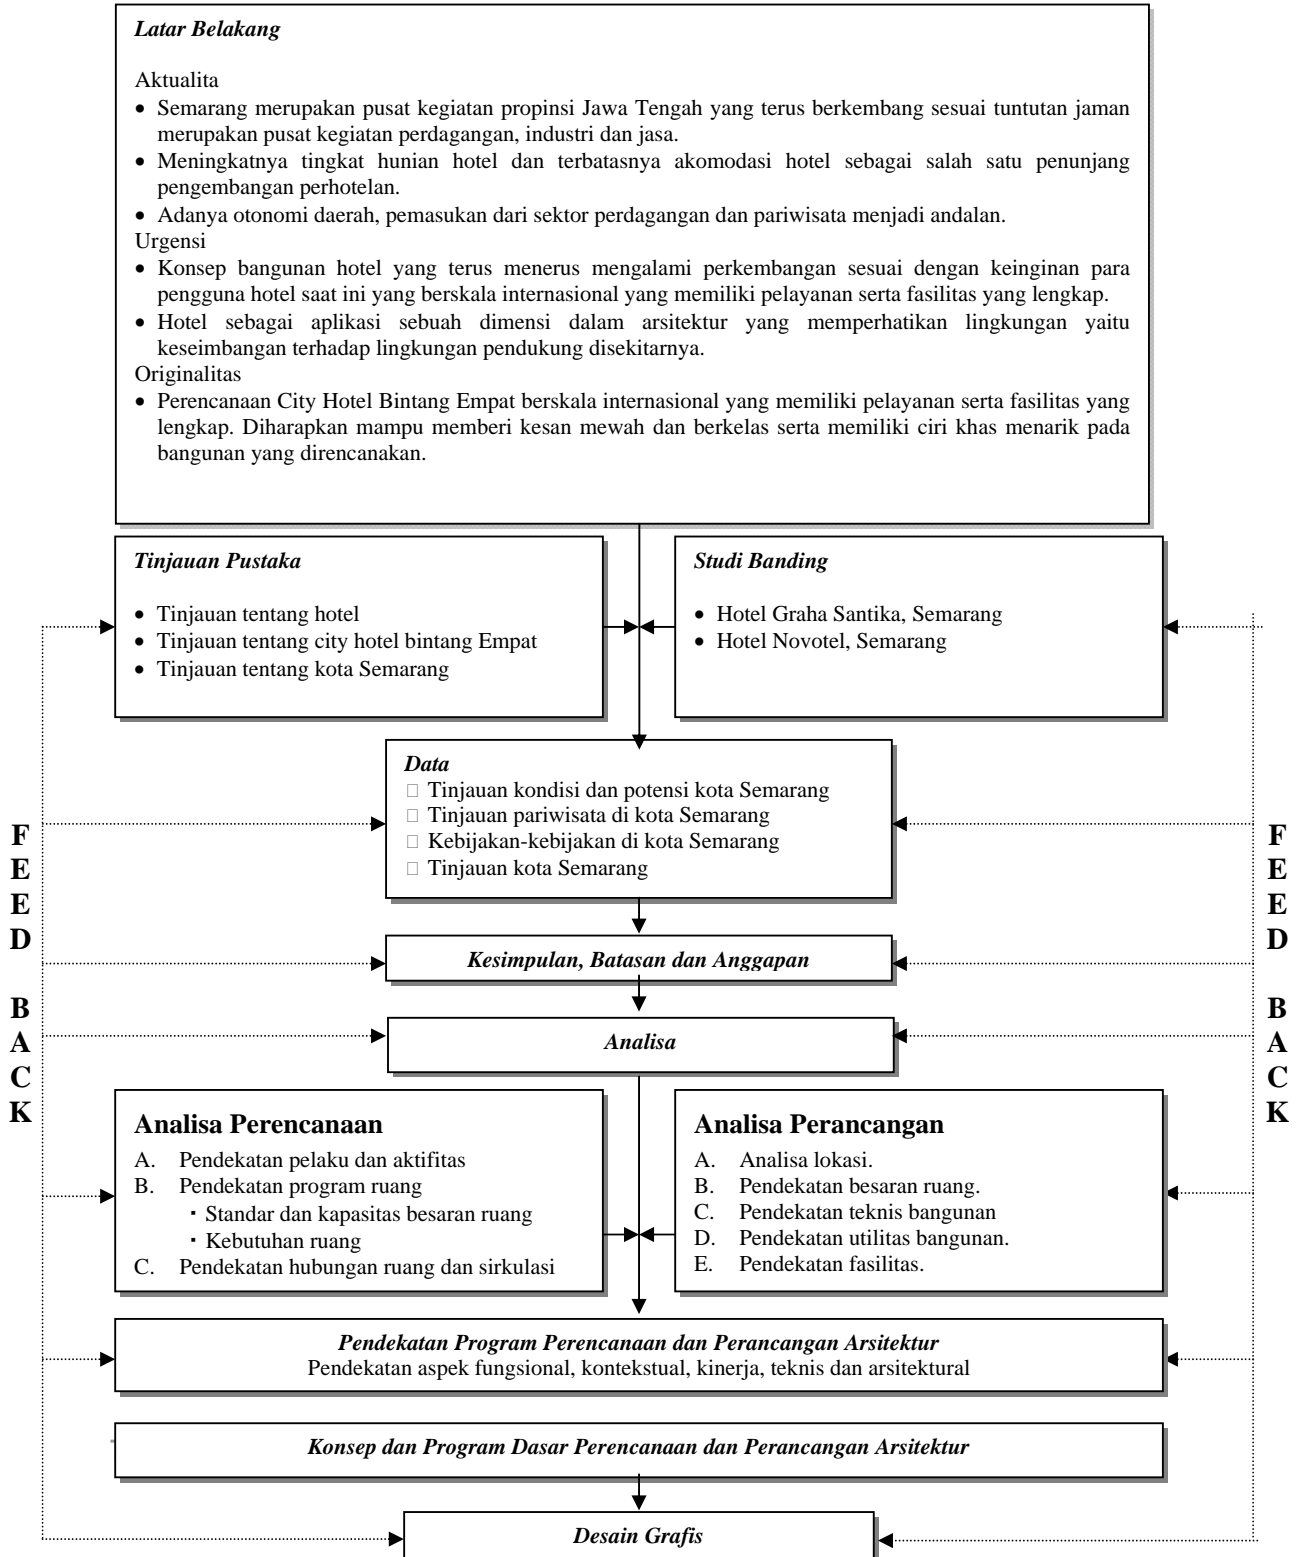 Latar Belakang
Aktualita
• Semarang merupakan pusat kegiatan propinsi Jawa Tengah yang terus berkembang sesuai tuntutan jaman
merupakan pusat kegiatan perdagangan, industri dan jasa.
• Meningkatnya tingkat hunian hotel dan terbatasnya akomodasi hotel sebagai salah satu penunjang
pengembangan perhotelan.
• Adanya otonomi daerah, pemasukan dari sektor perdagangan dan pariwisata menjadi andalan.
Urgensi
• Konsep bangunan hotel yang terus menerus mengalami perkembangan sesuai dengan keinginan para
pengguna hotel saat ini yang berskala internasional yang memiliki pelayanan serta fasilitas yang lengkap.
• Hotel sebagai aplikasi sebuah dimensi dalam arsitektur yang memperhatikan lingkungan yaitu
keseimbangan terhadap lingkungan pendukung disekitarnya.
Originalitas
• Perencanaan City Hotel Bintang Empat berskala internasional yang memiliki pelayanan serta fasilitas yang
lengkap. Diharapkan mampu memberi kesan mewah dan berkelas serta memiliki ciri khas menarik pada
bangunan yang direncanakan.
Tinjauan Pustaka
• Tinjauan tentang hotel
• Tinjauan tentang city hotel bintang Empat
• Tinjauan tentang kota Semarang
Studi Banding
• Hotel Graha Santika, Semarang
• Hotel Novotel, Semarang
Data
□ Tinjauan kondisi dan potensi kota Semarang
□ Tinjauan pariwisata di kota Semarang
□ Kebijakan-kebijakan di kota Semarang
□ Tinjauan kota Semarang
FEED BACK
FEED BACK
Kesimpulan, Batasan dan Anggapan
Analisa
Analisa Perencanaan
A. Pendekatan pelaku dan aktifitas
B. Pendekatan program ruang
▪ Standar dan kapasitas besaran ruang
▪ Kebutuhan ruang
C. Pendekatan hubungan ruang dan sirkulasi
Analisa Perancangan
A. Analisa lokasi.
B. Pendekatan besaran ruang.
C. Pendekatan teknis bangunan
D. Pendekatan utilitas bangunan.
E. Pendekatan fasilitas.
Pendekatan Program Perencanaan dan Perancangan Arsitektur
Pendekatan aspek fungsional, kontekstual, kinerja, teknis dan arsitektural
Konsep dan Program Dasar Perencanaan dan Perancangan Arsitektur
Desain Grafis